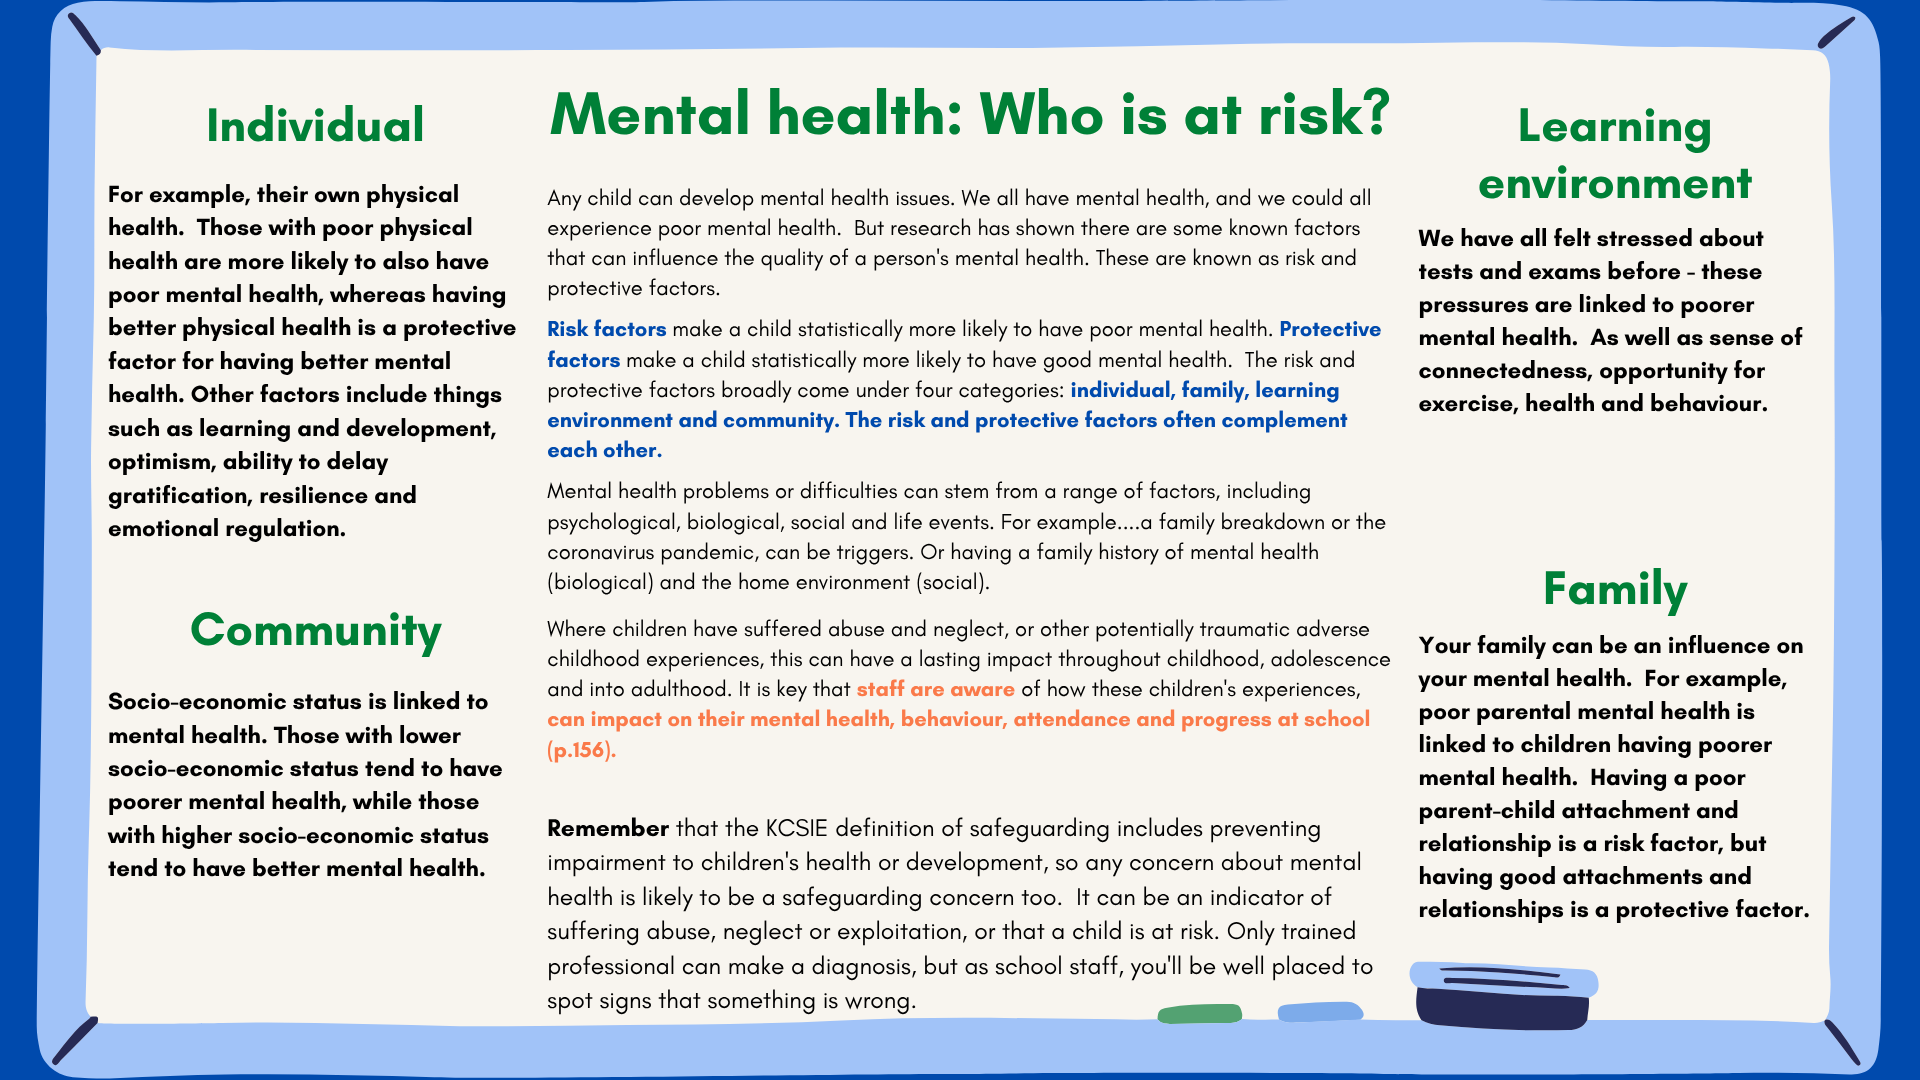 Individual
For example, their own physical
health.  Those with poor physical
health are more likely to also have
poor mental health, whereas having
better physical health is a protective
factor for having better mental
health. Other factors include things
such as learning and development,
optimism, ability to delay
gratification, resilience and
emotional regulation.
Community
Socio-economic status is linked to
mental health. Those with lower
socio-economic status tend to have
poorer mental health, while those
with higher socio-economic status
tend to have better mental health.
Mental health: Who is at risk?
Any child can develop mental health issues. We all have mental health, and we could all
experience poor mental health.  But research has shown there are some known factors
that can influence the quality of a person's mental health. These are known as risk and
protective factors.
Risk factors make a child statistically more likely to have poor mental health. Protective
factors make a child statistically more likely to have good mental health.  The risk and
protective factors broadly come under four categories: individual, family, learning
environment and community. The risk and protective factors often complement
each other.
Mental health problems or difficulties can stem from a range of factors, including
psychological, biological, social and life events. For example....a family breakdown or the
coronavirus pandemic, can be triggers. Or having a family history of mental health
(biological) and the home environment (social).
Where children have suffered abuse and neglect, or other potentially traumatic adverse
childhood experiences, this can have a lasting impact throughout childhood, adolescence
and into adulthood. It is key that staff are aware of how these children's experiences,
can impact on their mental health, behaviour, attendance and progress at school
(p.156).
Remember that the KCSIE definition of safeguarding includes preventing
impairment to children's health or development, so any concern about mental
health is likely to be a safeguarding concern too.  It can be an indicator of
suffering abuse, neglect or exploitation, or that a child is at risk. Only trained
professional can make a diagnosis, but as school staff, you'll be well placed to
spot signs that something is wrong.
Learning
environment
We have all felt stressed about
tests and exams before - these
pressures are linked to poorer
mental health.  As well as sense of
connectedness, opportunity for
exercise, health and behaviour.
Family
Your family can be an influence on
your mental health.  For example,
poor parental mental health is
linked to children having poorer
mental health.  Having a poor
parent-child attachment and
relationship is a risk factor, but
having good attachments and
relationships is a protective factor.